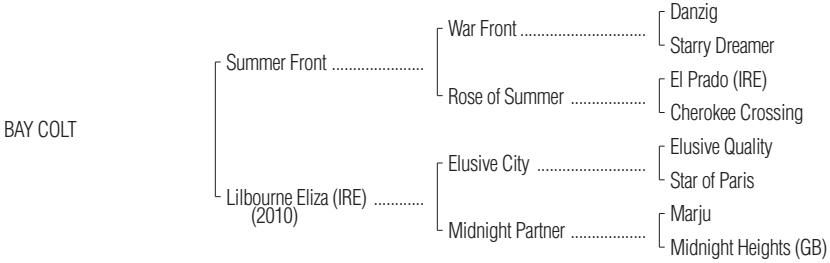 Danzig
War Front ..............................
Starry Dreamer
Summer Front ......................
El Prado (IRE)
Rose of Summer ..................
Cherokee Crossing
BAY COLT
Elusive Quality
Elusive City ..........................
Star of Paris
Lilbourne Eliza (IRE) ............
(2010)
Marju
Midnight Partner ..................
Midnight Heights (GB)